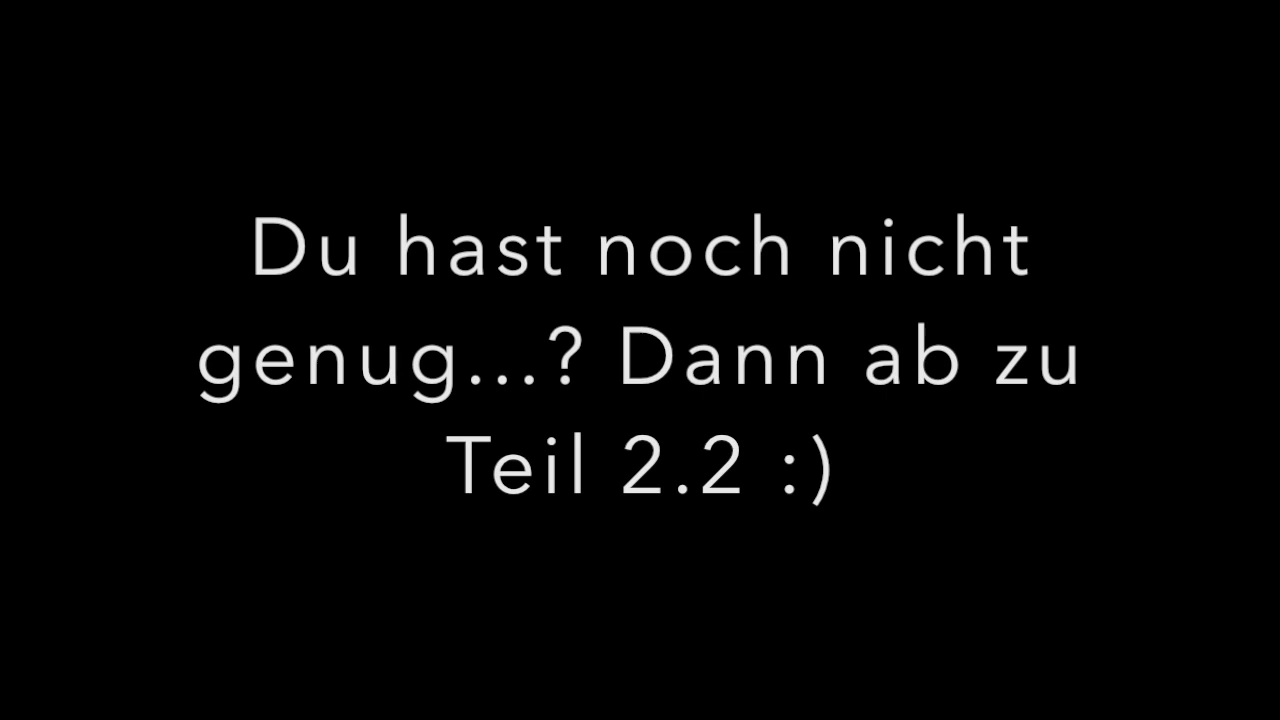 Du hast noch nicht
genug...? Dann ab zu
Teil 2.2 :)